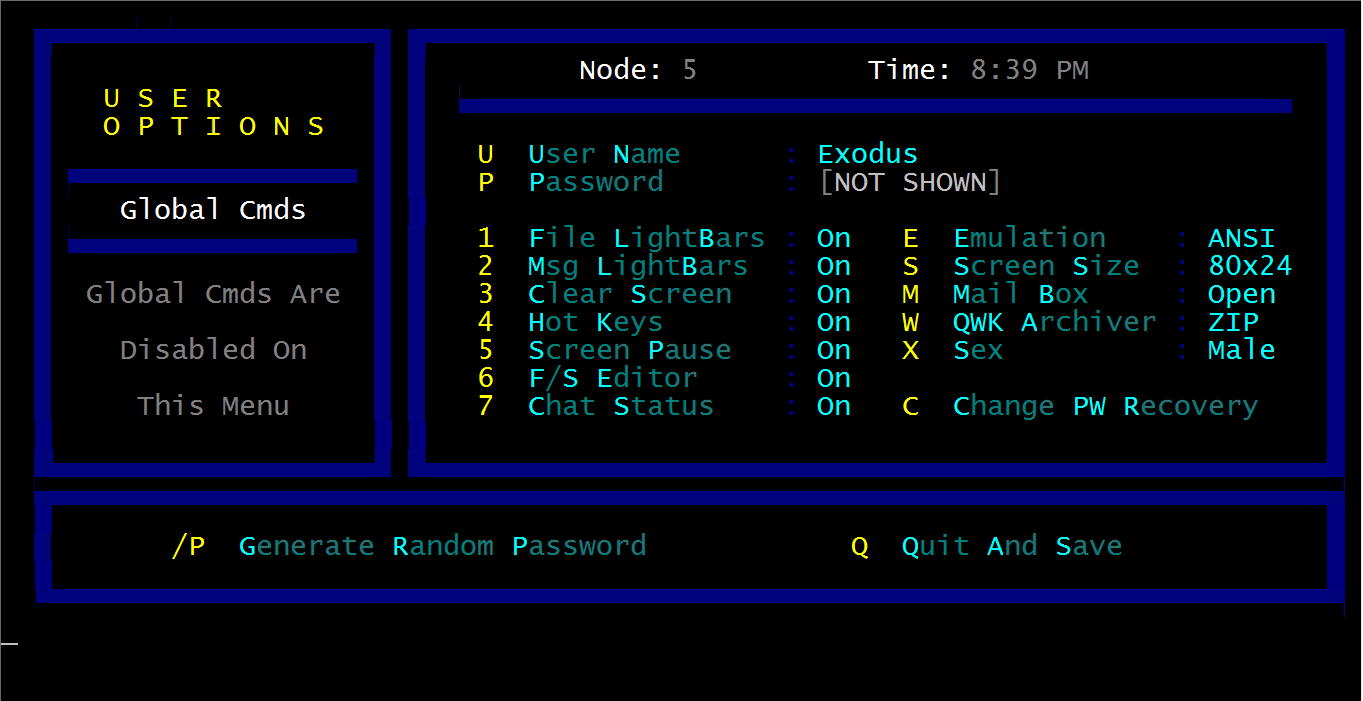 USER
OPTIONS
Global Cmds
Global Cmds Are
Disabled On
This Menu
Node: 5 Time: 8:39 PM
U User Name : Exodus
P Password : [NOT SHOWN]
1 File LightBars : On E Emulation : ANSI
2 Msg LightBars : On S Screen Size : 80x24
3 Clear Screen : On M Mail Box : Open
4 Hot Keys : On W QWK Archiver : ZIP
5 Screen Pause : On X Sex : Male
6 F/S Editor : On
7 Chat Status : On C Change PW Recovery
/P Generate Random Password Q Quit And Save